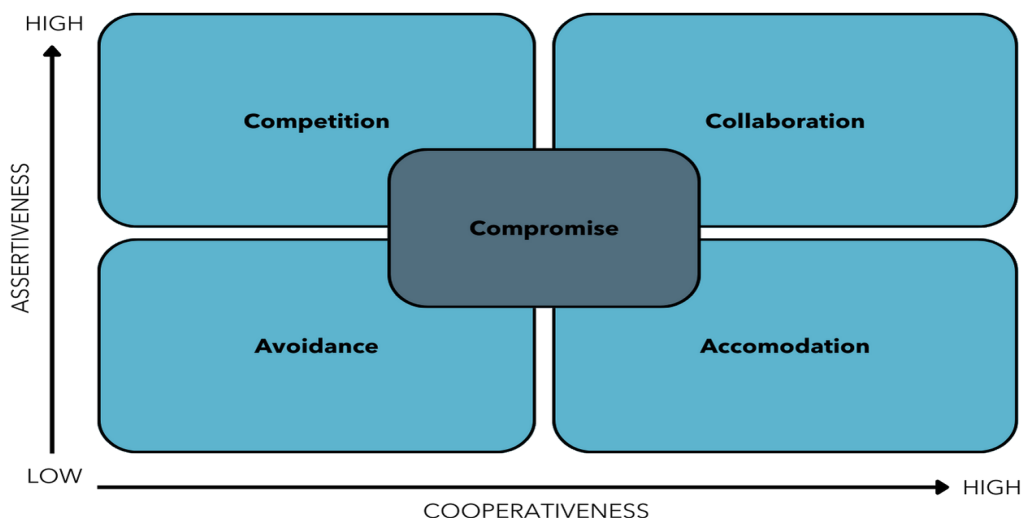 HIGH
Competition
Collaboration
ASSERTIVENESS
Compromise
Avoidance
Accomodation
LOW
HIGH
COOPERATIVENESS